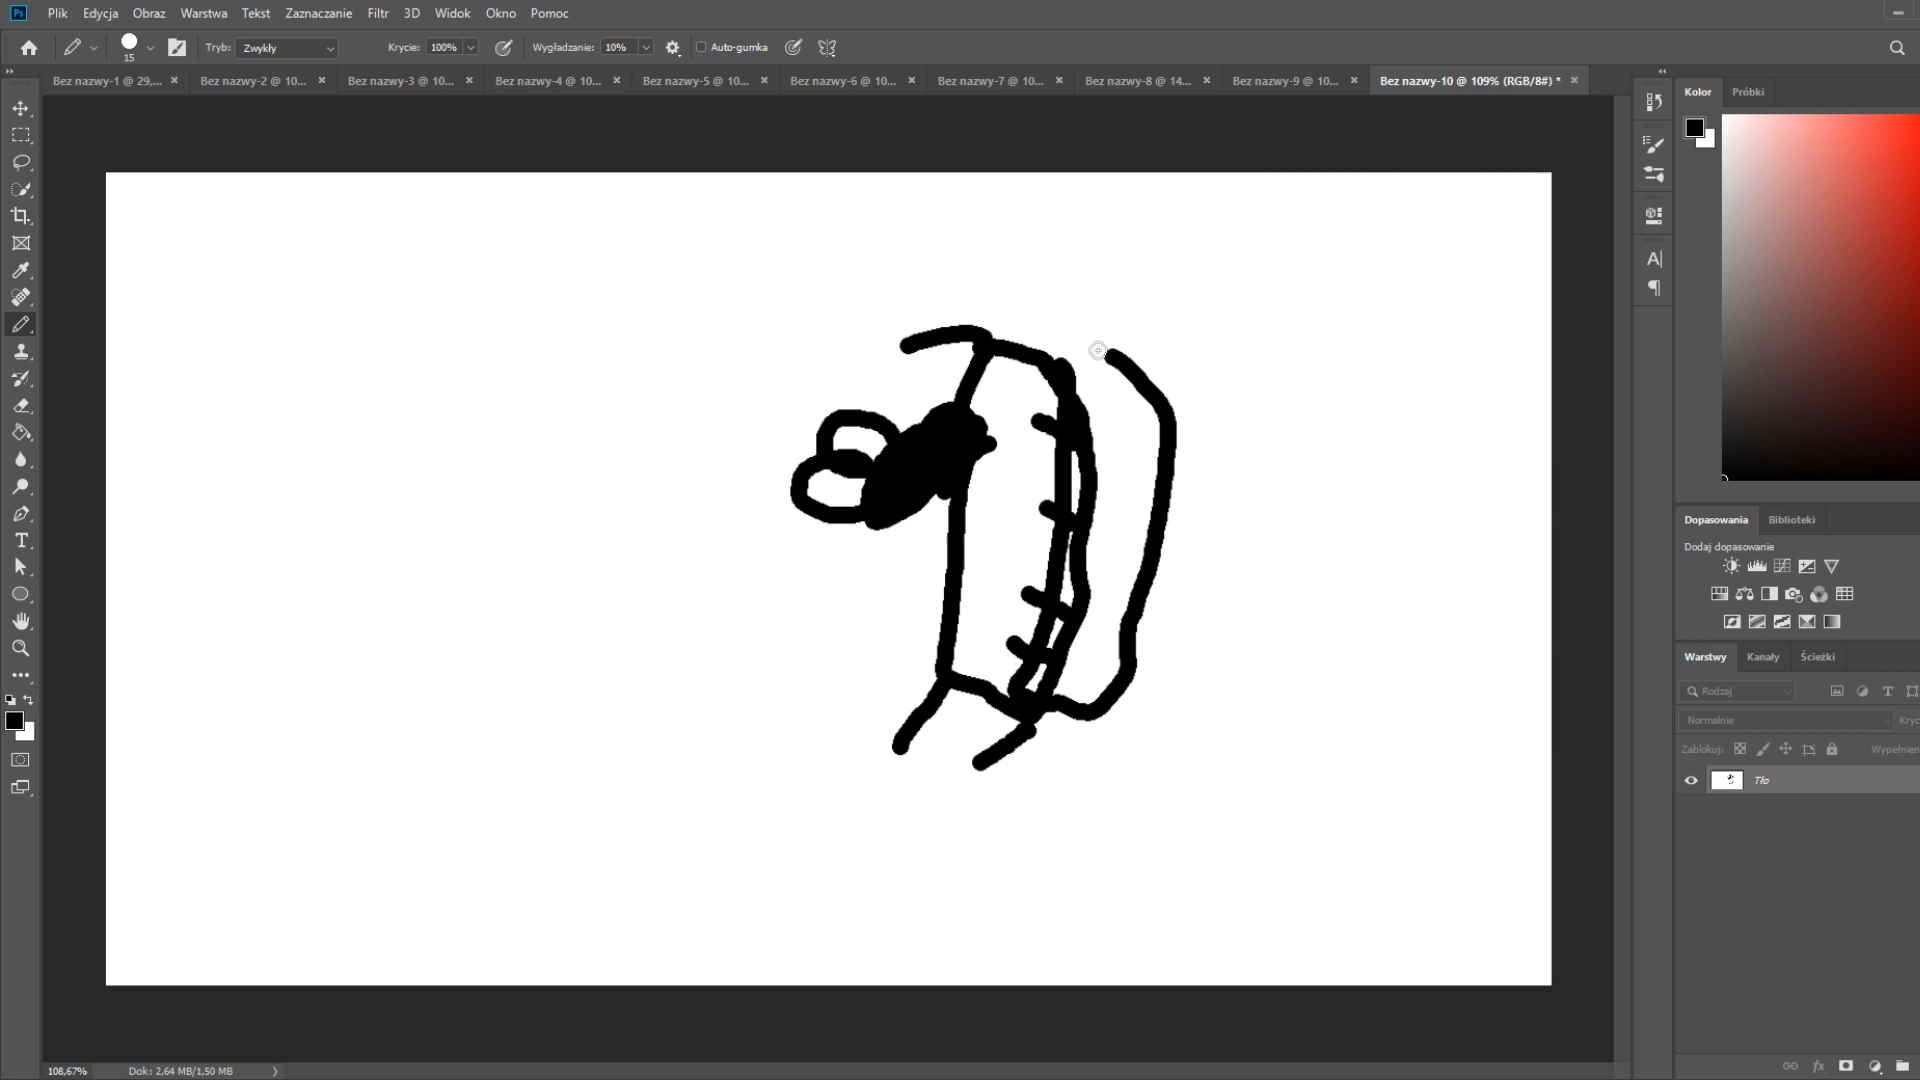 Ps Plik Edycja Obraz Warstwa Tekst Zaznaczanie Filtr 3D Widok Okno Pomoc
15 Tryb: Zwykły Krycie: 100% Wygładzanie: 10% Auto-gumka
Bez nazwy-1 @ 29,... Bez nazwy-2 @ 10... Bez nazwy-3 @ 10... Bez nazwy-4 @ 10... Bez nazwy-5 @ 10... Bez nazwy-6 @ 10... Bez nazwy-7 @ 10... Bez nazwy-8 @ 14... Bez nazwy-9 @ 10... Bez nazwy-10 @ 109% (RGB/8#) *
Kolor Próbki
Dopasowania Biblioteki
Dodaj dopasowanie
Warstwy Kanały Ścieżki
Rodzaj
Normalnie Kryc
Zablokuj: Wypełnien
Tło
fx
108,67% Dok: 2,64 MB/1,50 MB